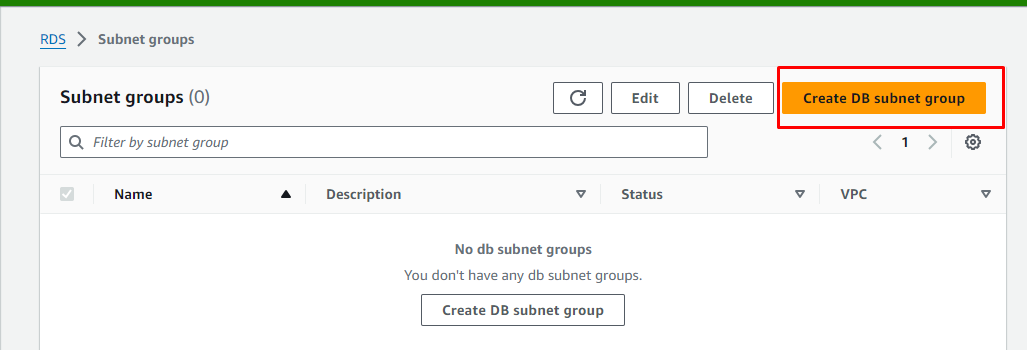 RDS > Subnet groups
Subnet groups (0) Edit Delete Create DB subnet group
Filter by subnet group 1
Name Description Status VPC
No db subnet groups
You don't have any db subnet groups.
Create DB subnet group